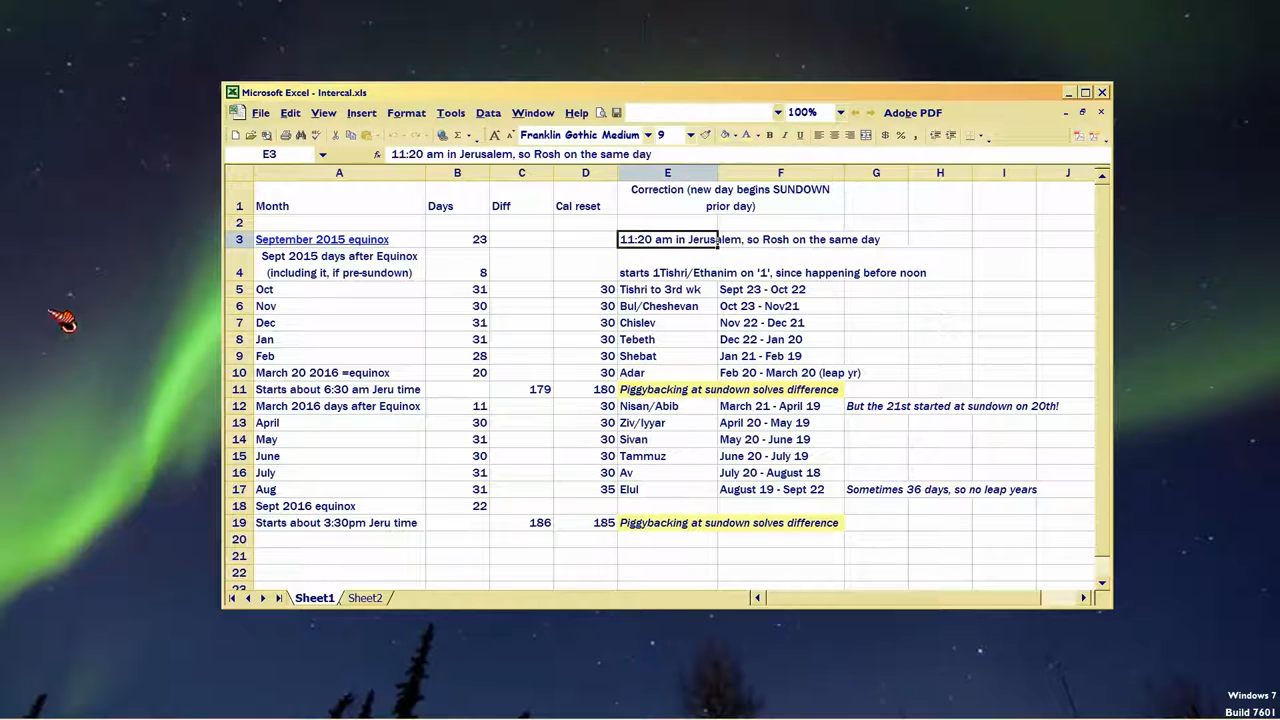 Microsoft Excel - Intercal.xls
File Edit View Insert Format Tools Data Window Help 100% Adobe PDF
Franklin Gothic Medium 9
E3 fx 11:20 am in Jerusalem, so Rosh on the same day
A B C D E F G H I J
Correction (new day begins SUNDOWN
1 Month Days Diff Cal reset prior day)
2
3 September 2015 equinox 23 11:20 am in Jerusalem, so Rosh on the same day
Sept 2015 days after Equinox
4 (including it, if pre-sundown) 8 starts 1Tishri/Ethanim on '1', since happening before noon
5 Oct 31 30 Tishri to 3rd wk Sept 23 - Oct 22
6 Nov 30 30 Bul/Cheshevan Oct 23 - Nov21
7 Dec 31 30 Chislev Nov 22 - Dec 21
8 Jan 31 30 Tebeth Dec 22 - Jan 20
9 Feb 28 30 Shebat Jan 21 - Feb 19
10 March 20 2016 =equinox 20 30 Adar Feb 20 - March 20 (leap yr)
11 Starts about 6:30 am Jeru time 179 180 Piggybacking at sundown solves difference
12 March 2016 days after Equinox 11 30 Nisan/Abib March 21 - April 19 But the 21st started at sundown on 20th!
13 April 30 30 Ziv/Iyyar April 20 - May 19
14 May 31 30 Sivan May 20 - June 19
15 June 30 30 Tammuz June 20 - July 19
16 July 31 30 Av July 20 - August 18
17 Aug 31 35 Elul August 19 - Sept 22 Sometimes 36 days, so no leap years
18 Sept 2016 equinox 22
19 Starts about 3:30pm Jeru time 186 185 Piggybacking at sundown solves difference
20
21
22
23
Sheet1 Sheet2
Windows 7
Build 7601